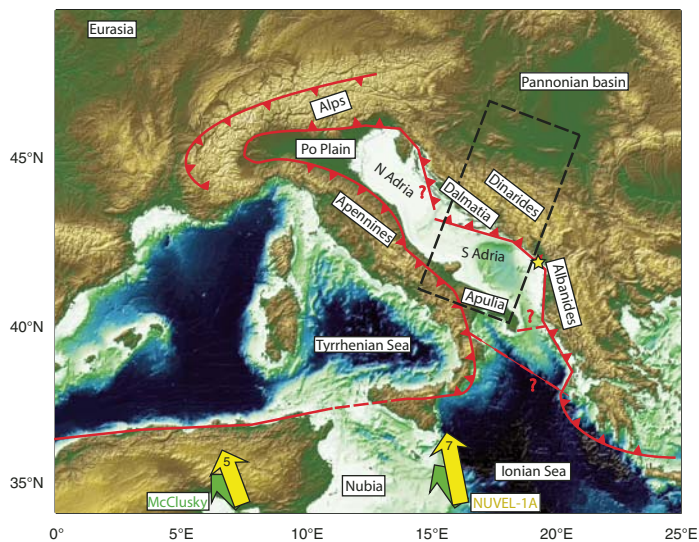 Eurasia
Pannonian basin
Alps
45°N
Po Plain
N Adria
?
Dalmatia
Dinarides
Apennines
S Adria
Albanides
Apulia
?
40°N
Tyrrhenian Sea
?
35°N
5
7
McClusky
Nubia
Ionian Sea
NUVEL-1A
0°
5°E
10°E
15°E
20°E
25°E